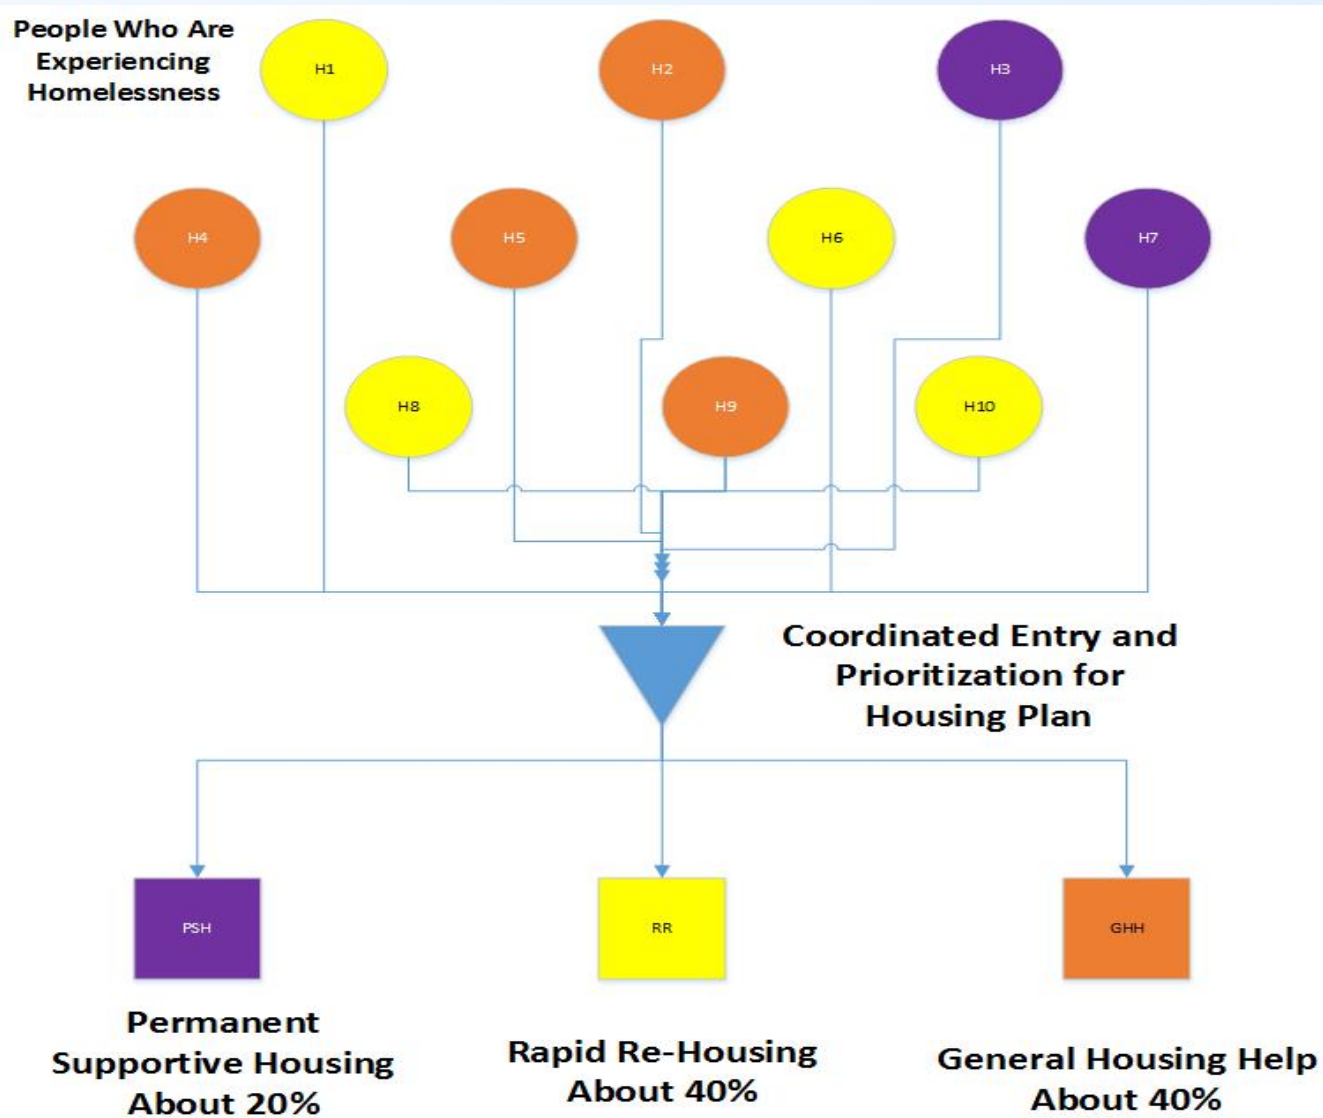 People Who Are
Experiencing
Homelessness
H1
H2
H3
H4
H5
H6
H7
H8
H9
H10
Coordinated Entry and
Prioritization for
Housing Plan
PSH
RR
GHH
Permanent
Supportive Housing
About 20%
Rapid Re-Housing
About 40%
General Housing Help
About 40%